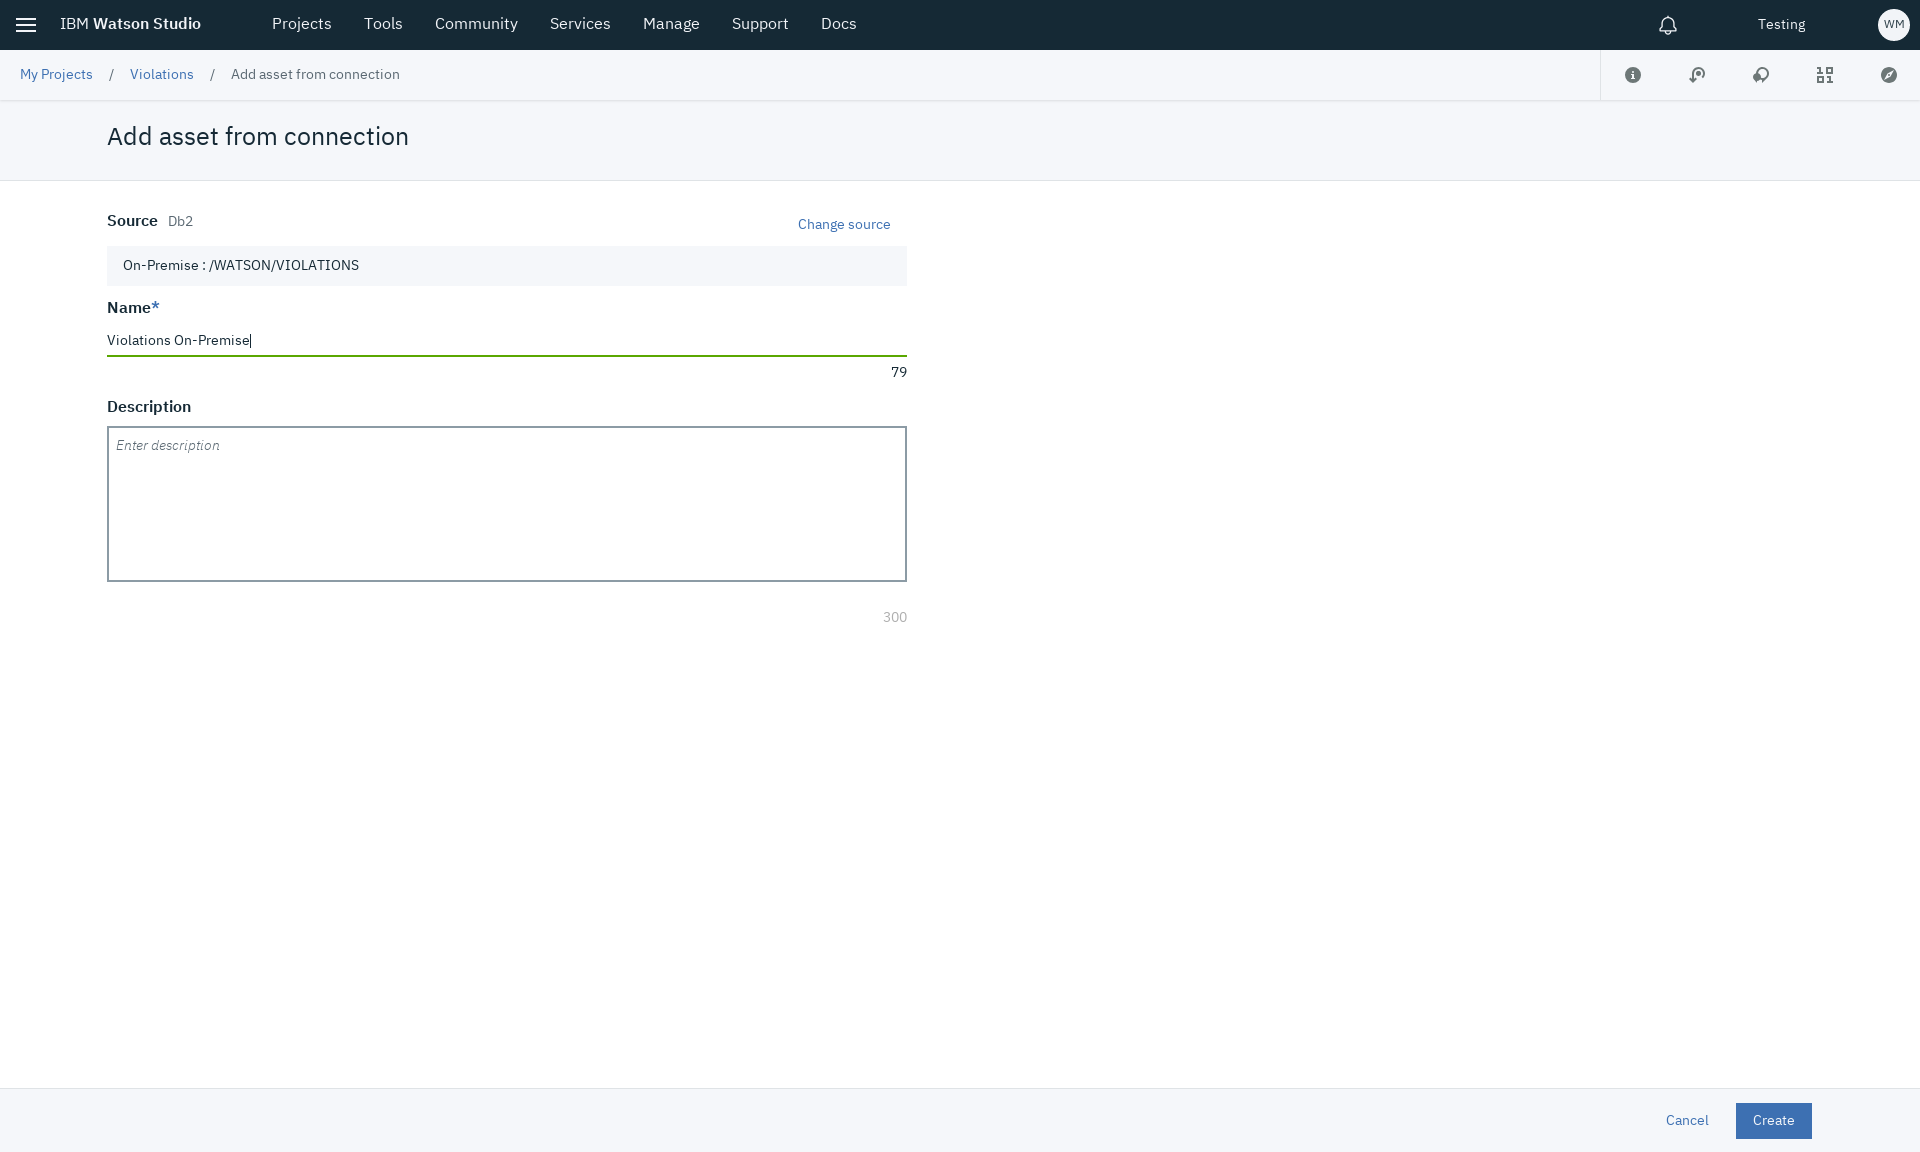 IBM Watson Studio Projects Tools Community Services Manage Support Docs Testing WM
My Projects / Violations / Add asset from connection
Add asset from connection
Source Db2 Change source
On-Premise : /WATSON/VIOLATIONS
Name*
Violations On-Premise
79
Description
Enter description
300
Cancel Create